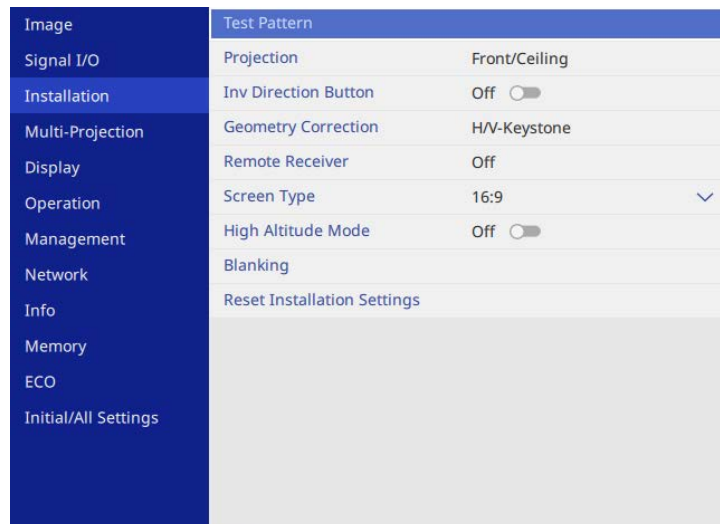 Image
Signal I/O
Installation
Multi-Projection
Display
Operation
Management
Network
Info
Memory
ECO
Initial/All Settings
Test Pattern
Projection Front/Ceiling
Inv Direction Button Off
Geometry Correction H/V-Keystone
Remote Receiver Off
Screen Type 16:9
High Altitude Mode Off
Blanking
Reset Installation Settings